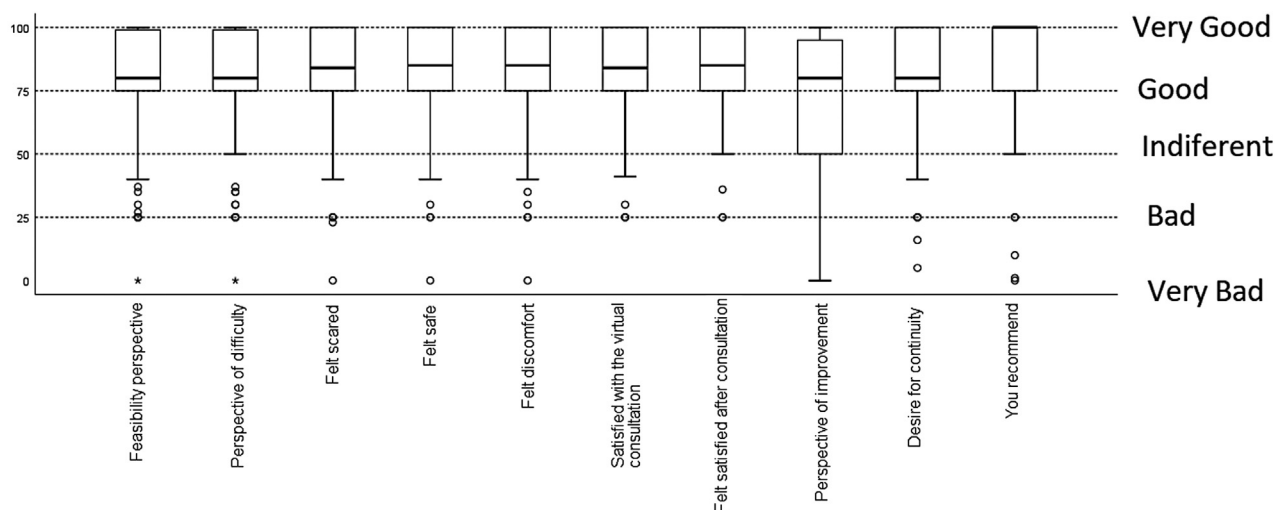 100
75
50
25
0
Very Good
Good
Indiferent
Bad
Very Bad
Feasibility perspective
Perspective of difficulty
Felt scared
Felt safe
Felt discomfort
Satisfied with the virtual
consultation
Felt satisfied after consultation
Perspective of improvement
Desire for continuity
You recommend